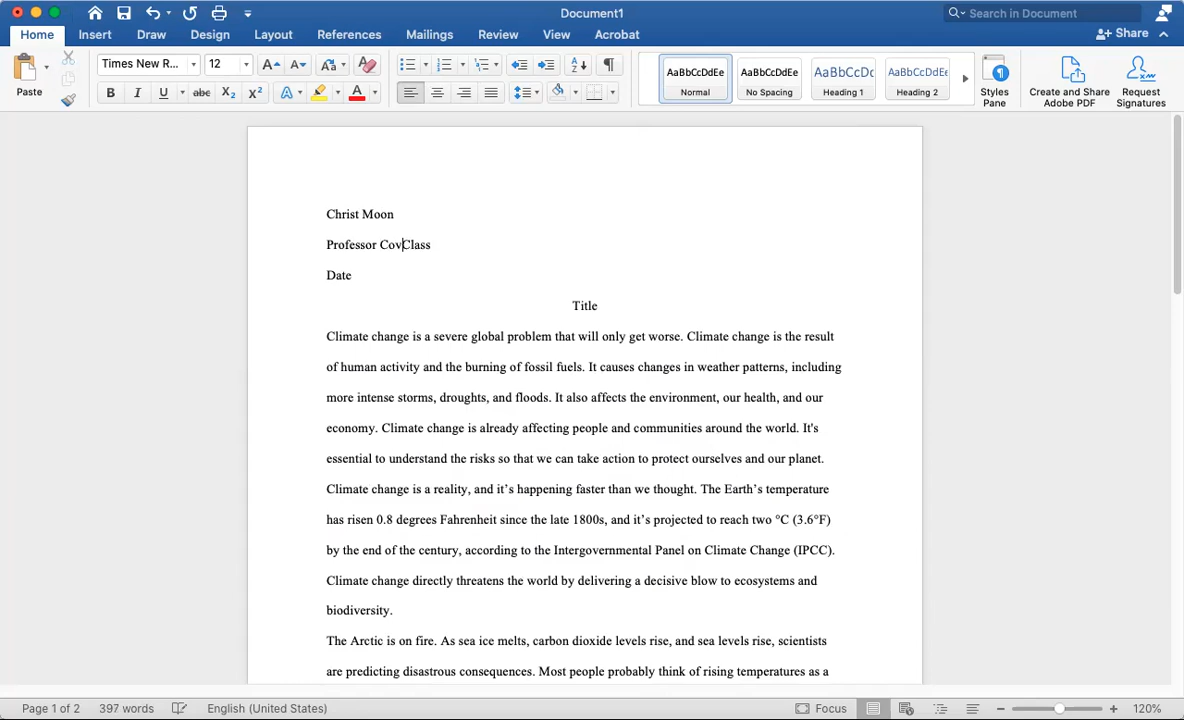 Document1
Search in Document
Home Insert Draw Design Layout References Mailings Review View Acrobat
Share
Paste
Times New R... 12
AaBbCcDdEe AaBbCcDdEe AaBbCcDc AaBbCcDdEe
Normal No Spacing Heading 1 Heading 2
Styles Pane
Create and Share Adobe PDF
Request Signatures
Christ Moon
Professor CovClass
Date
Title
Climate change is a severe global problem that will only get worse. Climate change is the result
of human activity and the burning of fossil fuels. It causes changes in weather patterns, including
more intense storms, droughts, and floods. It also affects the environment, our health, and our
economy. Climate change is already affecting people and communities around the world. It's
essential to understand the risks so that we can take action to protect ourselves and our planet.
Climate change is a reality, and it’s happening faster than we thought. The Earth’s temperature
has risen 0.8 degrees Fahrenheit since the late 1800s, and it’s projected to reach two °C (3.6°F)
by the end of the century, according to the Intergovernmental Panel on Climate Change (IPCC).
Climate change directly threatens the world by delivering a decisive blow to ecosystems and
biodiversity.
The Arctic is on fire. As sea ice melts, carbon dioxide levels rise, and sea levels rise, scientists
are predicting disastrous consequences. Most people probably think of rising temperatures as a
Page 1 of 2 397 words English (United States) Focus 120%